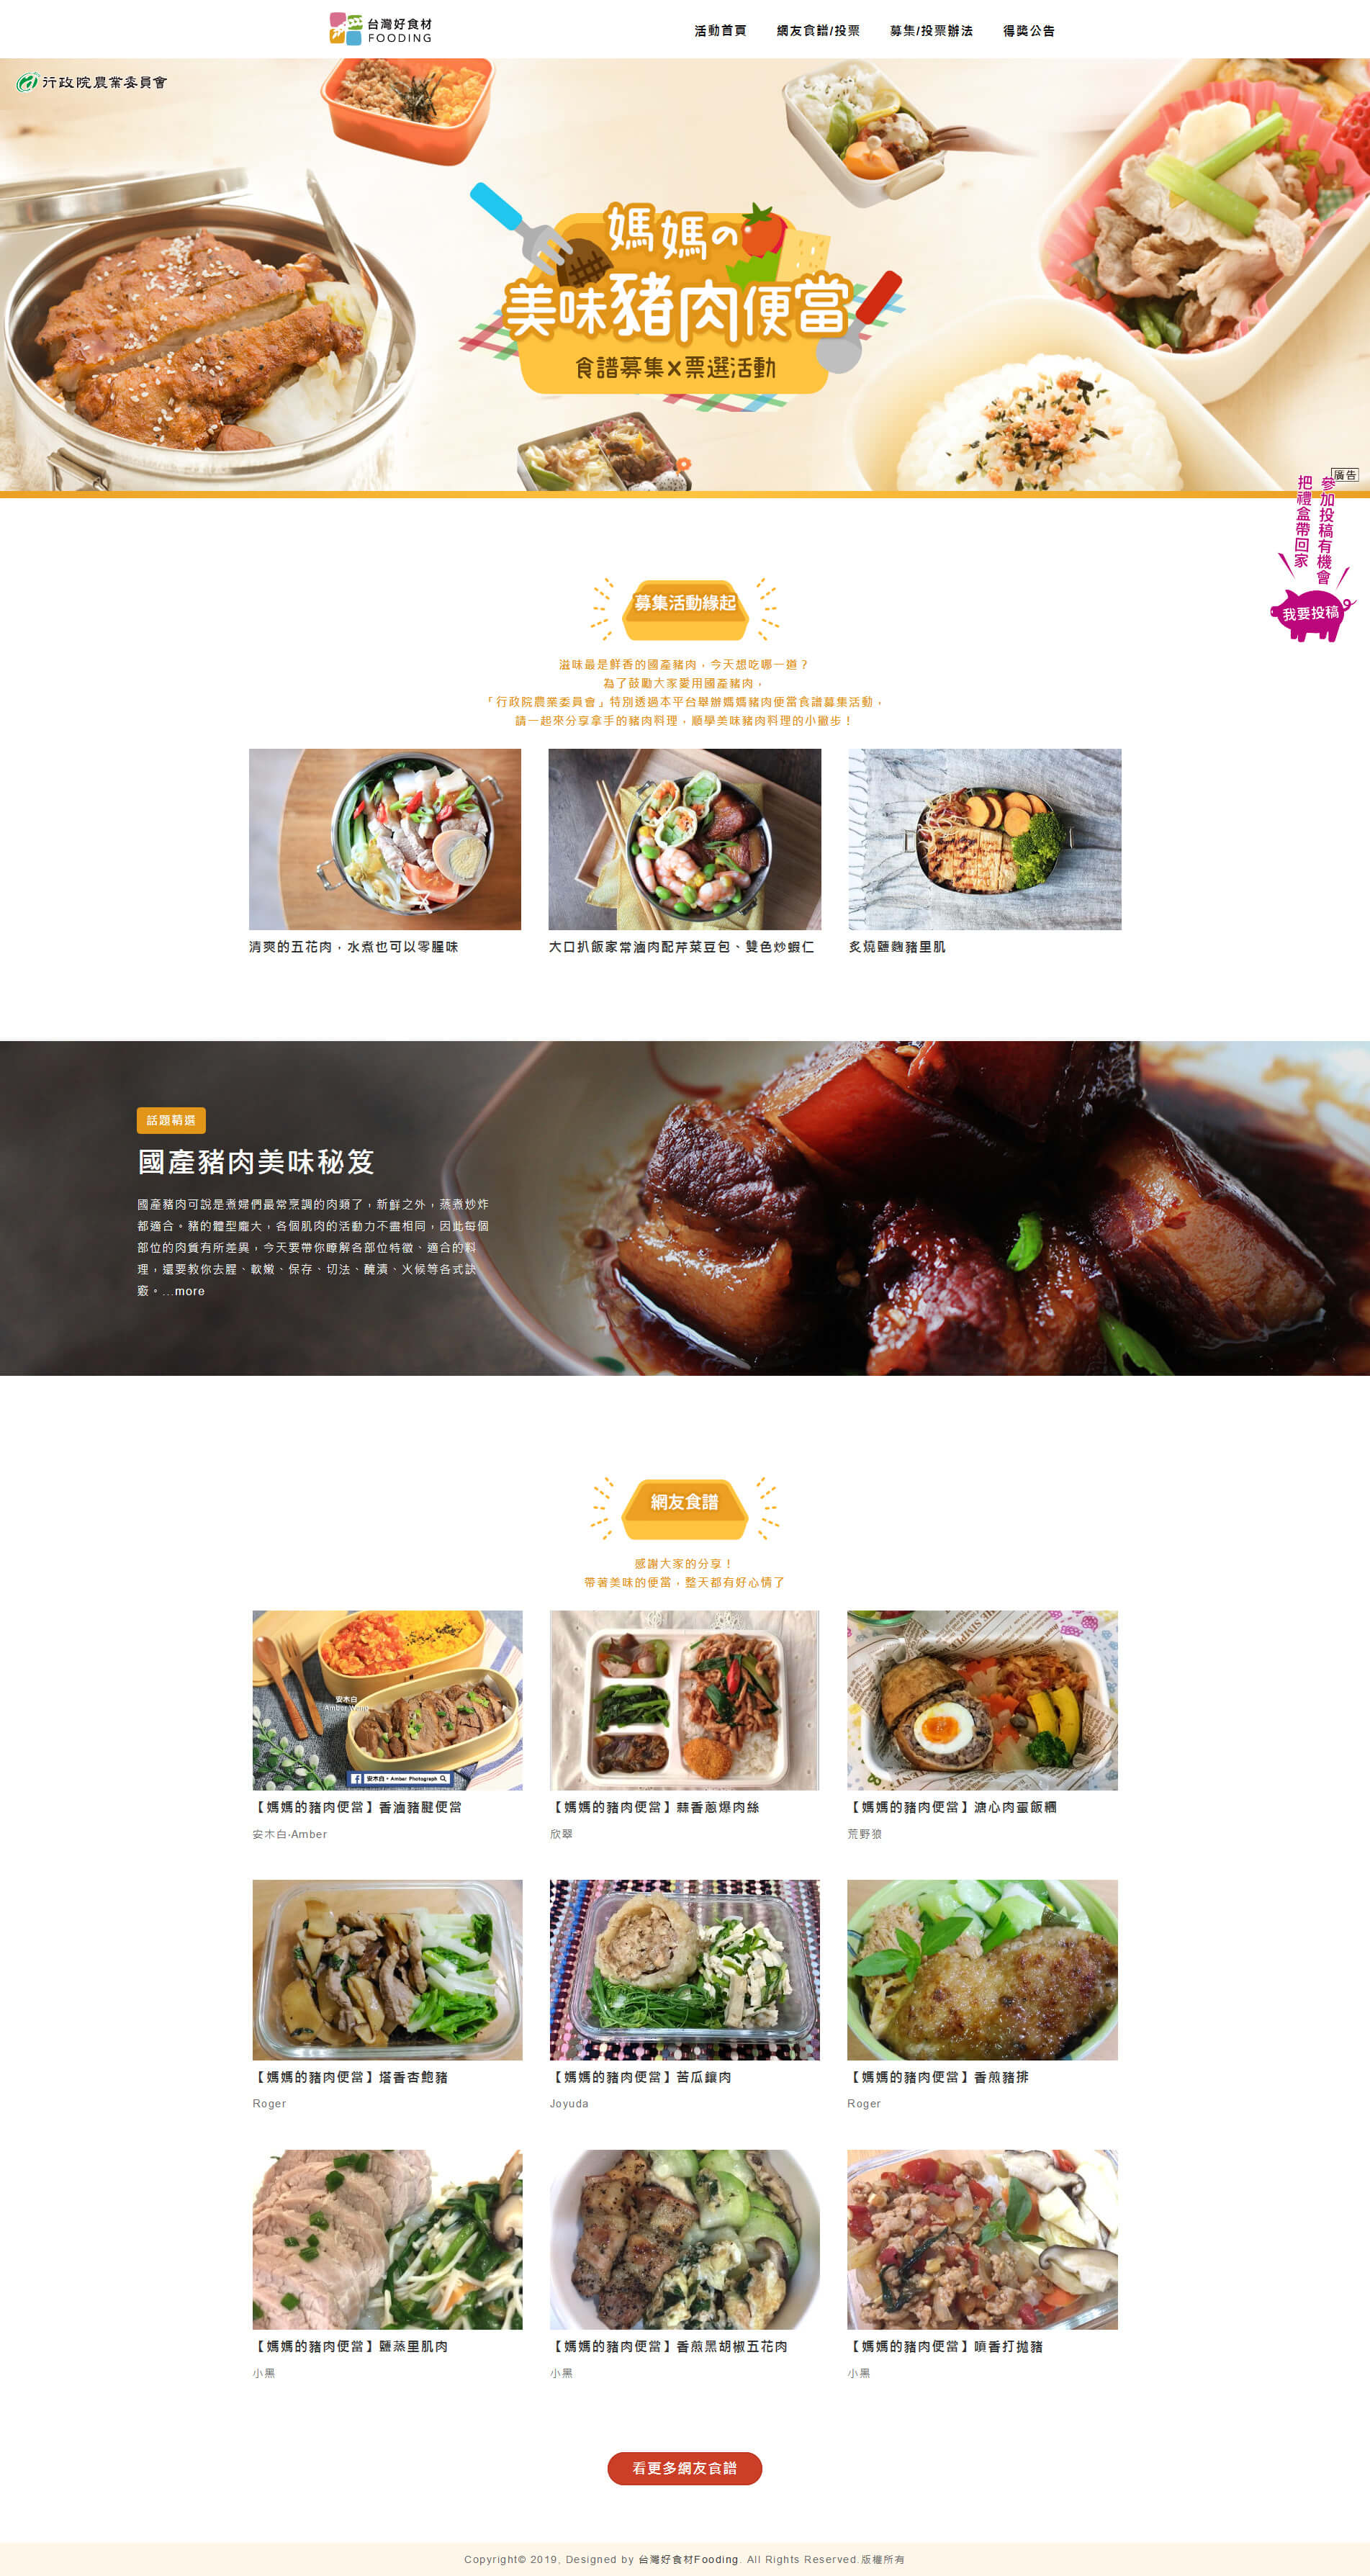 台灣好食材
FOODING
活動首頁
網友食譜/投票
募集/投票辦法
得獎公告
行政院農業委員會
媽媽の
美味豬肉便當
食譜募集X票選活動
廣告
參加投稿有機會
把禮盒帶回家
我要投稿
募集活動緣起
滋味最是鮮香的國產豬肉，今天想吃哪一道？
為了鼓勵大家愛用國產豬肉，
「行政院農業委員會」特別透過本平台舉辦媽媽豬肉便當食譜募集活動，
請一起來分享拿手的豬肉料理，順學美味豬肉料理的小撇步！
清爽的五花肉，水煮也可以零腥味
大口扒飯家常滷肉配芹菜豆包、雙色炒蝦仁
炙燒鹽麴豬里肌
話題精選
國產豬肉美味秘笈
國產豬肉可說是煮婦們最常烹調的肉類了，新鮮之外，蒸煮炒炸
都適合。豬的體型龐大，各個肌肉的活動力不盡相同，因此每個
部位的肉質有所差異，今天要帶你瞭解各部位特徵、適合的料
理，還要教你去腥、軟嫩、保存、切法、醃漬、火候等各式訣
竅。...more
網友食譜
感謝大家的分享！
帶著美味的便當，整天都有好心情了
安木白
Amber Wang
安木白・Amber Photograph
【媽媽的豬肉便當】香滷豬腱便當
安木白‧Amber
【媽媽的豬肉便當】蒜香蔥爆肉絲
欣翠
【媽媽的豬肉便當】溏心肉蛋飯糰
荒野狼
【媽媽的豬肉便當】塔香杏鮑豬
Roger
【媽媽的豬肉便當】苦瓜鑲肉
Joyuda
【媽媽的豬肉便當】香煎豬排
Roger
【媽媽的豬肉便當】鹽蒸里肌肉
小黑
【媽媽的豬肉便當】香煎黑胡椒五花肉
小黑
【媽媽的豬肉便當】噴香打拋豬
小黑
看更多網友食譜
Copyright© 2019, Designed by 台灣好食材Fooding. All Rights Reserved.版權所有